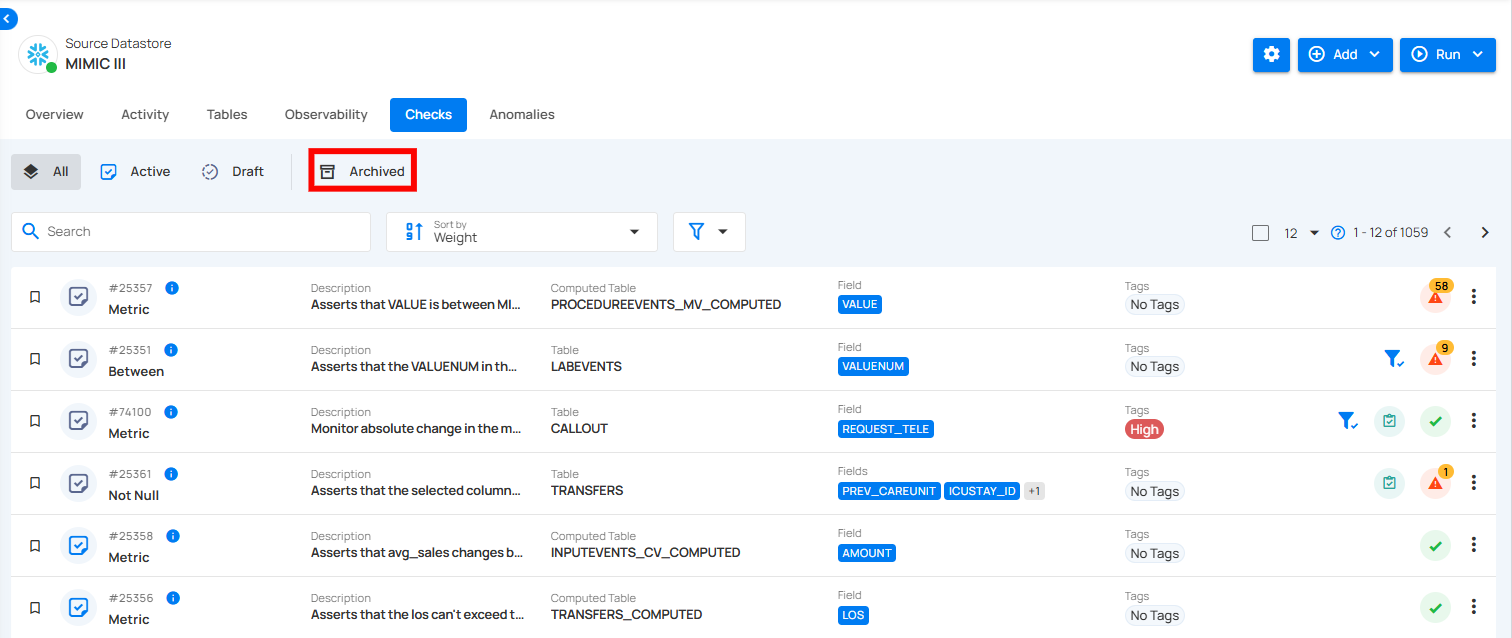 Source Datastore
MIMIC III
Add
Run
Overview Activity Tables Observability Checks Anomalies
All Active Draft Archived
Search
Sort by
Weight
12 1 - 12 of 1059
#25357
Metric
Description
Asserts that VALUE is between MI...
Computed Table
PROCEDUREEVENTS_MV_COMPUTED
Field
VALUE
Tags
No Tags
58
#25351
Between
Description
Asserts that the VALUENUM in th...
Table
LABEVENTS
Field
VALUENUM
Tags
No Tags
9
#74100
Metric
Description
Monitor absolute change in the m...
Table
CALLOUT
Field
REQUEST_TELE
Tags
High
#25361
Not Null
Description
Asserts that the selected column...
Table
TRANSFERS
Fields
PREV_CAREUNIT ICUSTAY_ID +1
Tags
No Tags
1
#25358
Metric
Description
Asserts that avg_sales changes b...
Computed Table
INPUTEVENTS_CV_COMPUTED
Field
AMOUNT
Tags
No Tags
#25356
Metric
Description
Asserts that the los can't exceed t...
Computed Table
TRANSFERS_COMPUTED
Field
LOS
Tags
No Tags